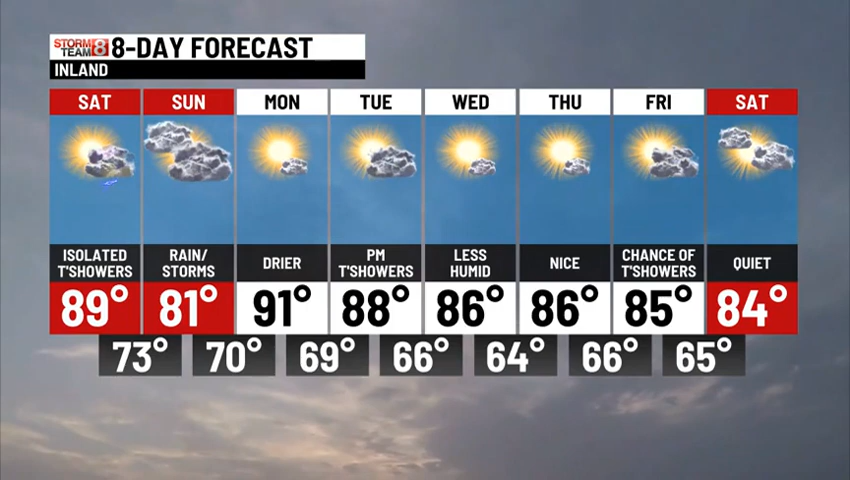 STORM
TEAM 8
8-DAY FORECAST
INLAND
SAT SUN MON TUE WED THU FRI SAT
ISOLATED
T'SHOWERS
RAIN/
STORMS
DRIER
PM
T'SHOWERS
LESS
HUMID
NICE
CHANCE OF
T'SHOWERS
QUIET
89° 81° 91° 88° 86° 86° 85° 84°
73° 70° 69° 66° 64° 66° 65°